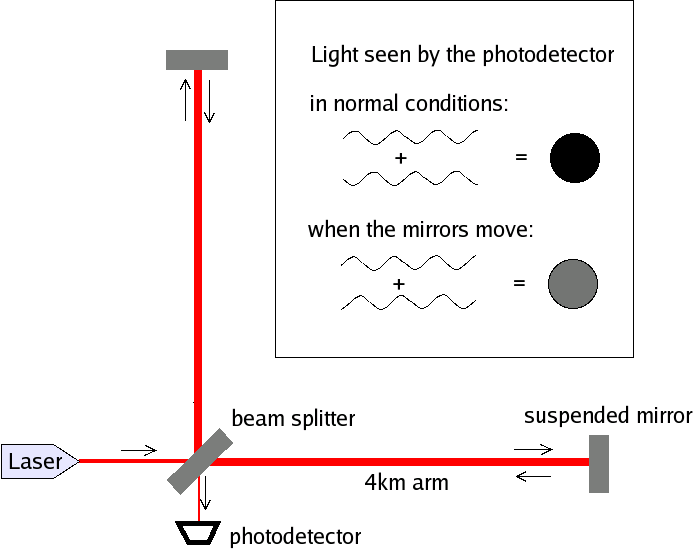 Light seen by the photodetector
in normal conditions:
+
=
when the mirrors move:
+
=
beam splitter
suspended mirror
Laser
4km arm
photodetector